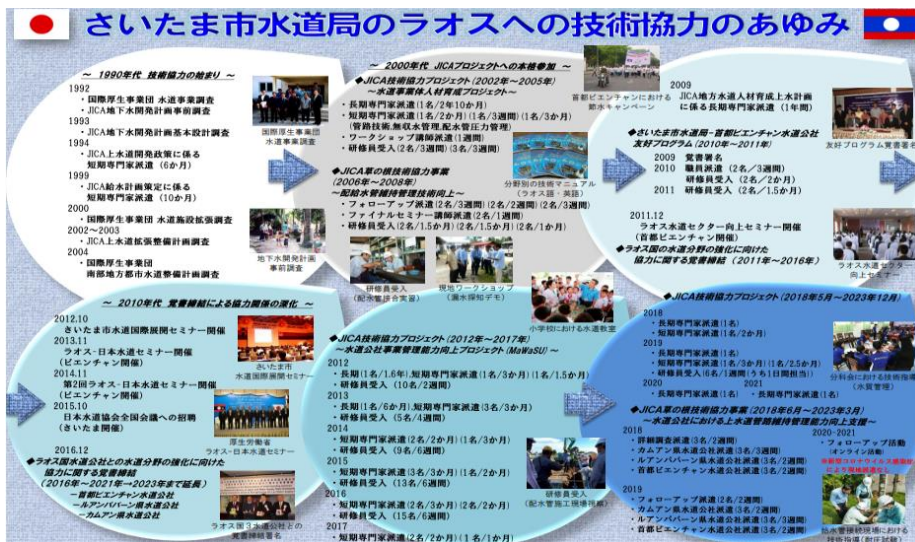 さいたま市水道局のラオスへの技術協力のあゆみ
～ 1990年代 技術協力の始まり ～
1992
・国際厚生事業団 水道事業調査
・JICA地下水開発計画事前調査
1993
・JICA地下水開発計画基本設計調査
1994
・JICA上水道開発政策に係る
短期専門家派遣 (6か月)
1999
・JICA給水計画策定に係る
短期専門家派遣 (10か月)
2000
・国際厚生事業団 水道施設拡張調査
2002～2003
・JICA上水道拡張整備計画調査
2004
・国際厚生事業団
南部地方都市水道整備計画調査
国際厚生事業団
水道事業調査
地下水開発計画
事前調査
～ 2000年代 JICAプロジェクトへの本格参加 ～
◆JICA技術協力プロジェクト(2002年～2005年)
～水道事業体人材育成プロジェクト～
・長期専門家派遣(1名/2年10か月)
・短期専門家派遣(1名/2か月)(1名/3週間)(1名/3か月)
(管路技術,無収水管理,配水管圧力管理)
・ワークショップ講師派遣(1週間)
・研修員受入(2名/3週間)(3名/3週間)
◆JICA草の根技術協力事業
(2006年～2008年)
～配給水管維持管理技術向上～
・フォローアップ派遣(2名/3週間)(2名/2週間)(2名/3週間)
・ファイナルセミナー講師派遣(2名/1週間)
・研修員受入(2名/1.5か月)(2名/1.5か月)(2名/1か月)
首都ビエンチャンにおける
節水キャンペーン
分野別の技術マニュアル
(ラオス語・英語)
研修員受入
(配水管接合実習)
現地ワークショップ
(漏水探知デモ)
2009
JICA地方水道人材育成上水計画
に係る長期専門家派遣 (1年間)
◆さいたま市水道局-首都ビエンチャン水道公社
友好プログラム(2010年～2011年)
2009 覚書署名
2010 職員派遣 (2名/3週間)
研修員受入 (2名/2か月)
2011 研修員受入 (2名/1.5か月)
2011.12
ラオス水道セクター向上セミナー開催
(首都ビエンチャン開催)
◆ラオス国の水道分野の強化に向けた
協力に関する覚書締結 (2011年～2016年)
友好プログラム覚書署名
ラオス水道セクター
向上セミナー
～ 2010年代 覚書締結による協力関係の深化 ～
2012.10
さいたま市水道国際展開セミナー開催
2013.11
ラオス-日本水道セミナー開催
(ビエンチャン開催)
2014.11
第2回ラオス-日本水道セミナー開催
(ビエンチャン開催)
2015.10
日本水道協会全国会議への招聘
(さいたま開催)
2016.12
◆ラオス国水道公社との水道分野の強化に向けた
協力に関する覚書締結
(2016年～2021年→2023年まで延長)
－首都ビエンチャン水道公社
－ルアンパバーン県水道公社
－カムアン県水道公社
さいたま市
水道国際展開セミナー
厚生労働省
ラオス-日本水道セミナー
ラオス国3水道公社との
覚書締結署名
小学校における水道教室
◆JICA技術協力プロジェクト(2012年～2017年)
～水道公社事業管理能力向上プロジェクト(MaWaSU)～
2012
・長期(1名/1.6年),短期専門家派遣(1名/3か月)(1名/1.5か月)
・研修員受入(10名/2週間)
2013
・長期(1名/6か月),短期専門家派遣(3名/3か月)
・研修員受入(5名/4週間)
2014
・短期専門家派遣(2名/2か月)(1名/3か月)
・研修員受入(9名/6週間)
2015
・短期専門家派遣(3名/3か月)(1名/2か月)
・研修員受入(13名/6週間)
2016
・短期専門家派遣(2名/3か月)(2名/2か月)
・研修員受入(15名/6週間)
2017
・短期専門家派遣(2名/2か月)(1名/1か月)
研修員受入
(配水管施工現場視察)
◆JICA技術協力プロジェクト(2018年5月～2023年12月)
2018
・長期専門家派遣(1名)
・短期専門家派遣(1名/2か月)
2019
・長期専門家派遣(1名)
・短期専門家派遣(1名/3か月)(1名/2.5か月)
・研修員受入(6名/1週間(うち1日間担当))
2020 2021
・長期専門家派遣(1名) ・長期専門家派遣(1名)
分科会における技術指導
(水質管理)
◆JICA草の根技術協力事業(2018年6月～2023年3月)
～水道公社における上水道管路維持管理能力向上支援～
2018
・詳細調査派遣(3名/2週間)
・カムアン県水道公社派遣(3名/3週間)
・ルアンパバーン県水道公社派遣(3名/2週間)
・首都ビエンチャン水道公社派遣(3名/2週間)
2019
・フォローアップ派遣(2名/2週間)
・カムアン県水道公社派遣(3名/2週間)
・ルアンパバーン県水道公社派遣(3名/3週間)
・首都ビエンチャン水道公社派遣(3名/2週間)
2020-2021
・フォローアップ活動
(オンライン活動)
※新型コロナウイルス感染症
により現地派遣なし
給水管接続現場における
技術指導(耐圧試験)